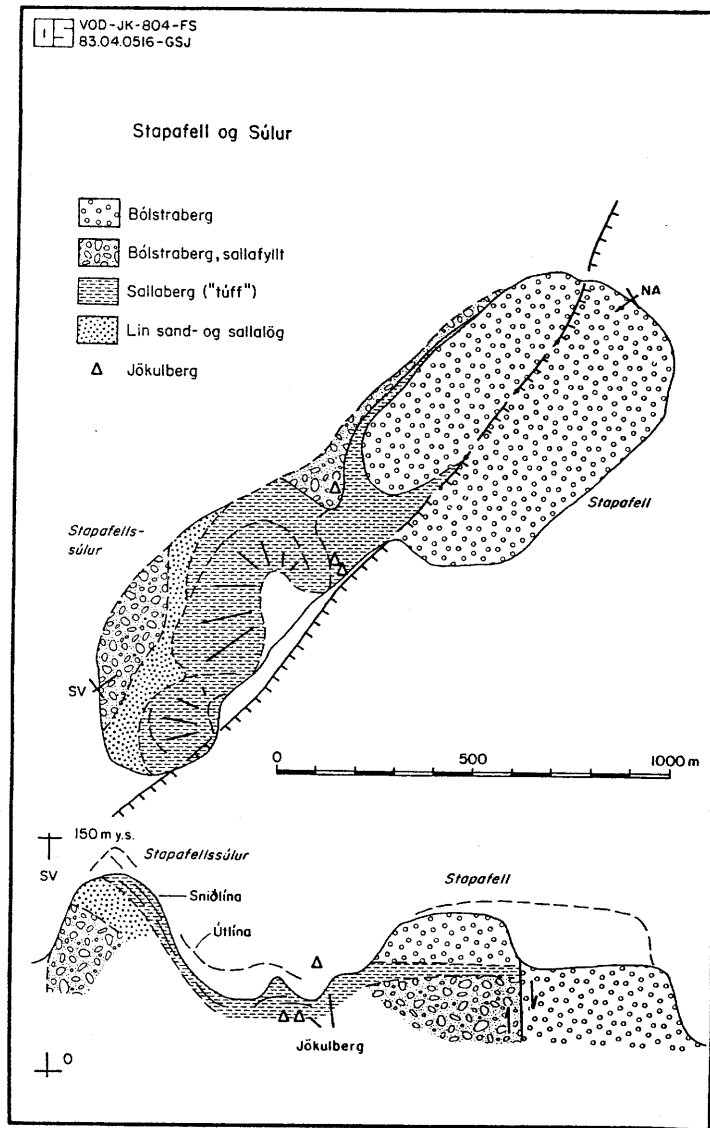 OS VOD-JK-804-FS
83.04.0516-GSJ
Stapafell og Súlur
Bólstraberg
Bólstraberg, sallafyllt
Sallaberg ("túff")
Lin sand- og sallalög
Jökulberg
NA
Stapafell
Stapafells-
súlur
SV
0 500 1000 m
150 m y.s.
SV
Stapafellssúlur
Sniðlína
Útlína
Stapafell
Jökulberg
0